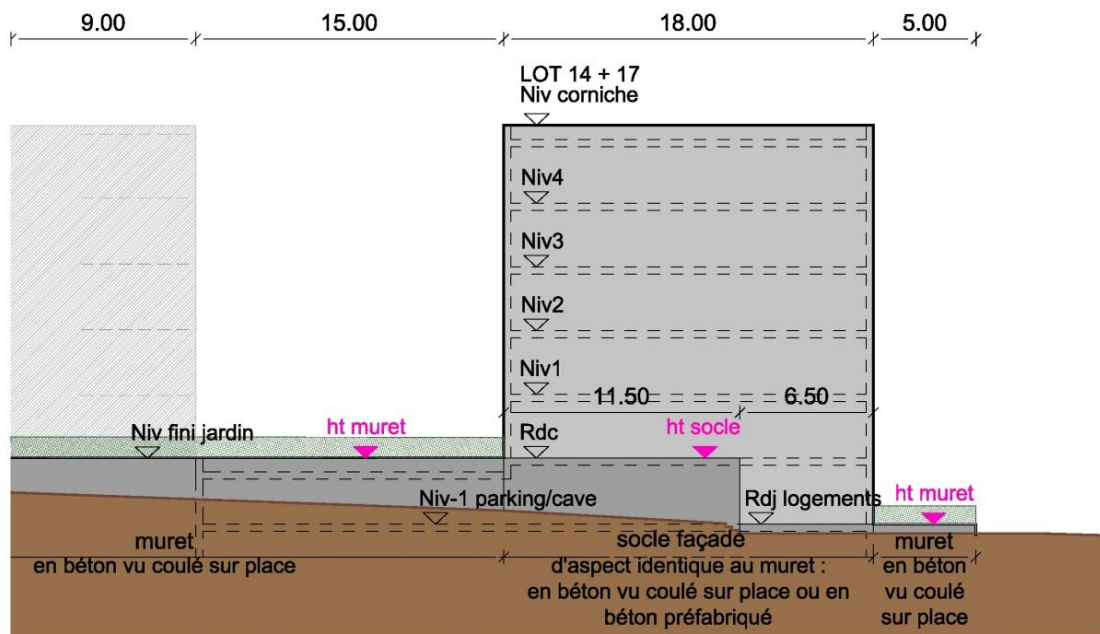 9.00
15.00
18.00
5.00
LOT 14 + 17
Niv corniche
Niv4
Niv3
Niv2
Niv1
11.50
6.50
Niv fini jardin
ht muret
Rdc
ht socle
Niv-1 parking/cave
Rdj logements
ht muret
muret
en béton vu coulé sur place
socle façade
d'aspect identique au muret :
en béton vu coulé sur place ou en
béton préfabriqué
muret
en béton
vu coulé
sur place